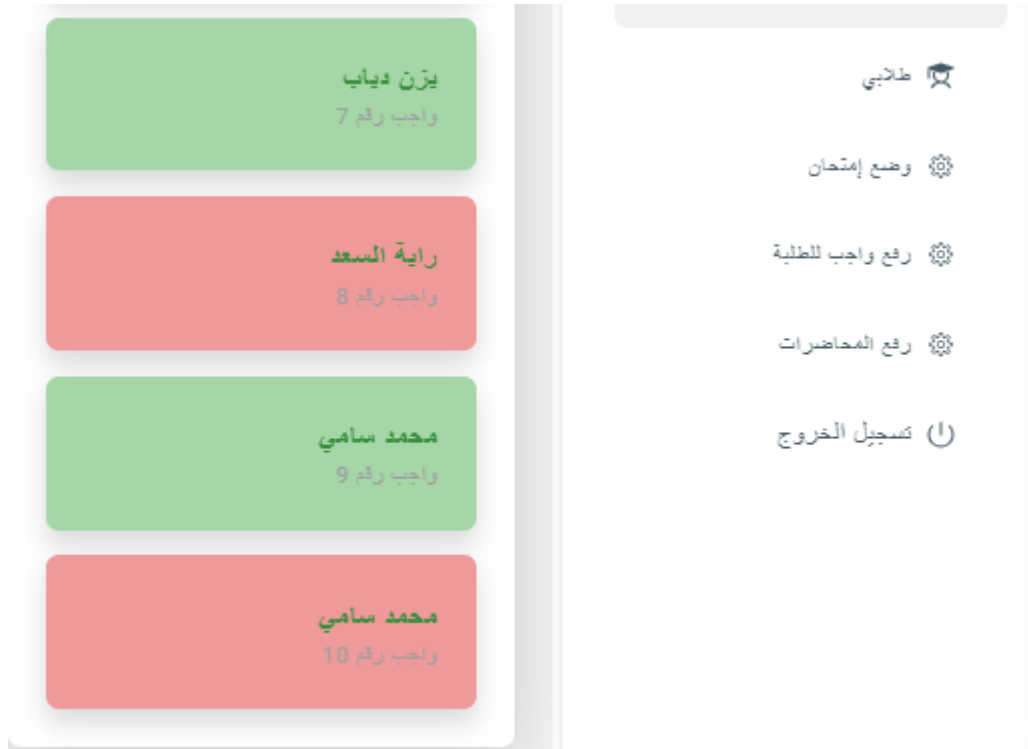 طلابي
وضع إمتحان
رفع واجب للطلبة
رفع المحاضرات
تسجيل الخروج
يزن دياب
واجب رقم 7
راية السعد
واجب رقم 8
محمد سامي
واجب رقم 9
محمد سامي
واجب رقم 10